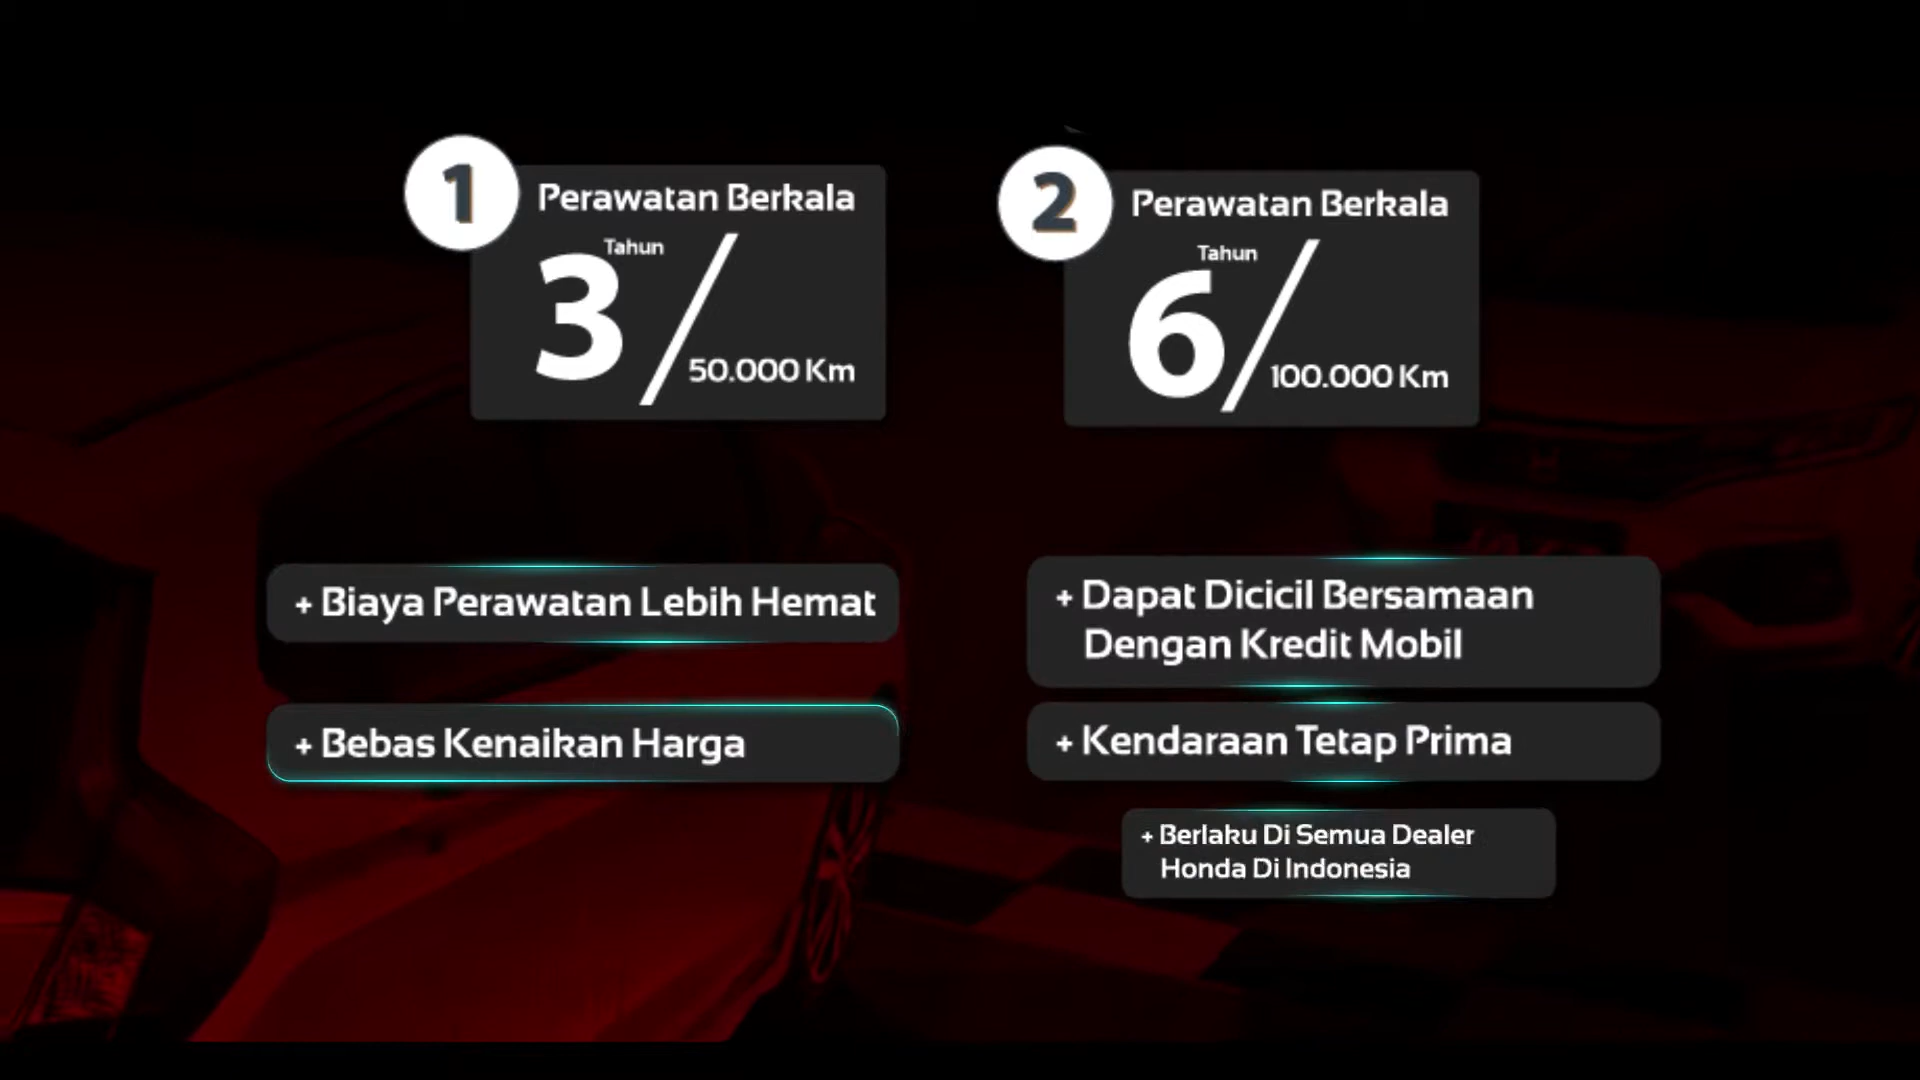 1
Perawatan Berkala
Tahun
3
50.000 Km
2
Perawatan Berkala
Tahun
6
100.000 Km
+ Biaya Perawatan Lebih Hemat
+ Bebas Kenaikan Harga
+ Dapat Dicicil Bersamaan
Dengan Kredit Mobil
+ Kendaraan Tetap Prima
+ Berlaku Di Semua Dealer
Honda Di Indonesia